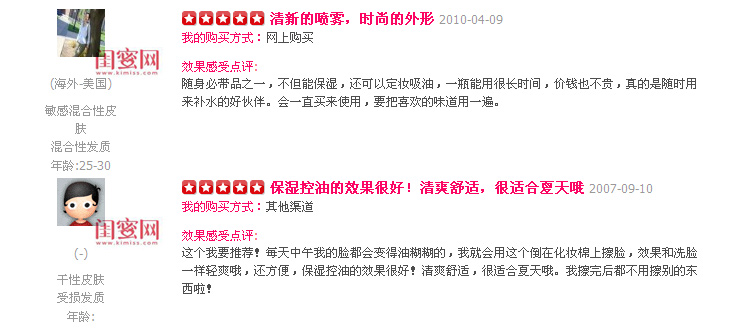 清新的喷雾，时尚的外形 2010-04-09
我的购买方式：网上购买
闺蜜网
www.kimiss.com
(海外-美国)
敏感混合性皮
肤
混合性发质
年龄:25-30
效果感受点评:
随身必带品之一，不但能保湿，还可以定妆吸油，一瓶能用很长时间，价钱也不贵，真的是随时用
来补水的好伙伴。会一直买来使用，要把喜欢的味道用一遍。
保湿控油的效果很好！清爽舒适，很适合夏天哦 2007-09-10
我的购买方式：其他渠道
闺蜜网
www.kimiss.com
(-)
干性皮肤
受损发质
年龄:
效果感受点评:
这个我要推荐！每天中午我的脸都会变得油糊糊的，我就会用这个倒在化妆棉上擦脸，效果和洗脸
一样轻爽哦，还方便，保湿控油的效果很好！清爽舒适，很适合夏天哦。我擦完后都不用擦别的东
西啦！